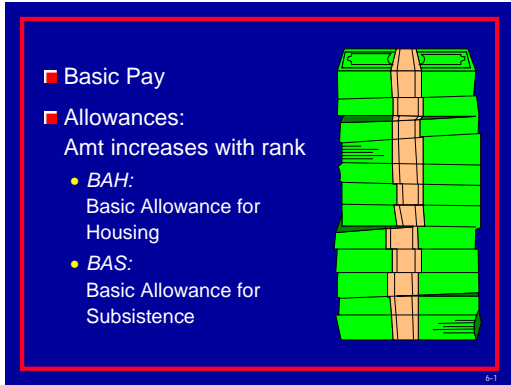 Basic Pay
Allowances:
Amt increases with rank
BAH:
Basic Allowance for
Housing
BAS:
Basic Allowance for
Subsistence
6-1